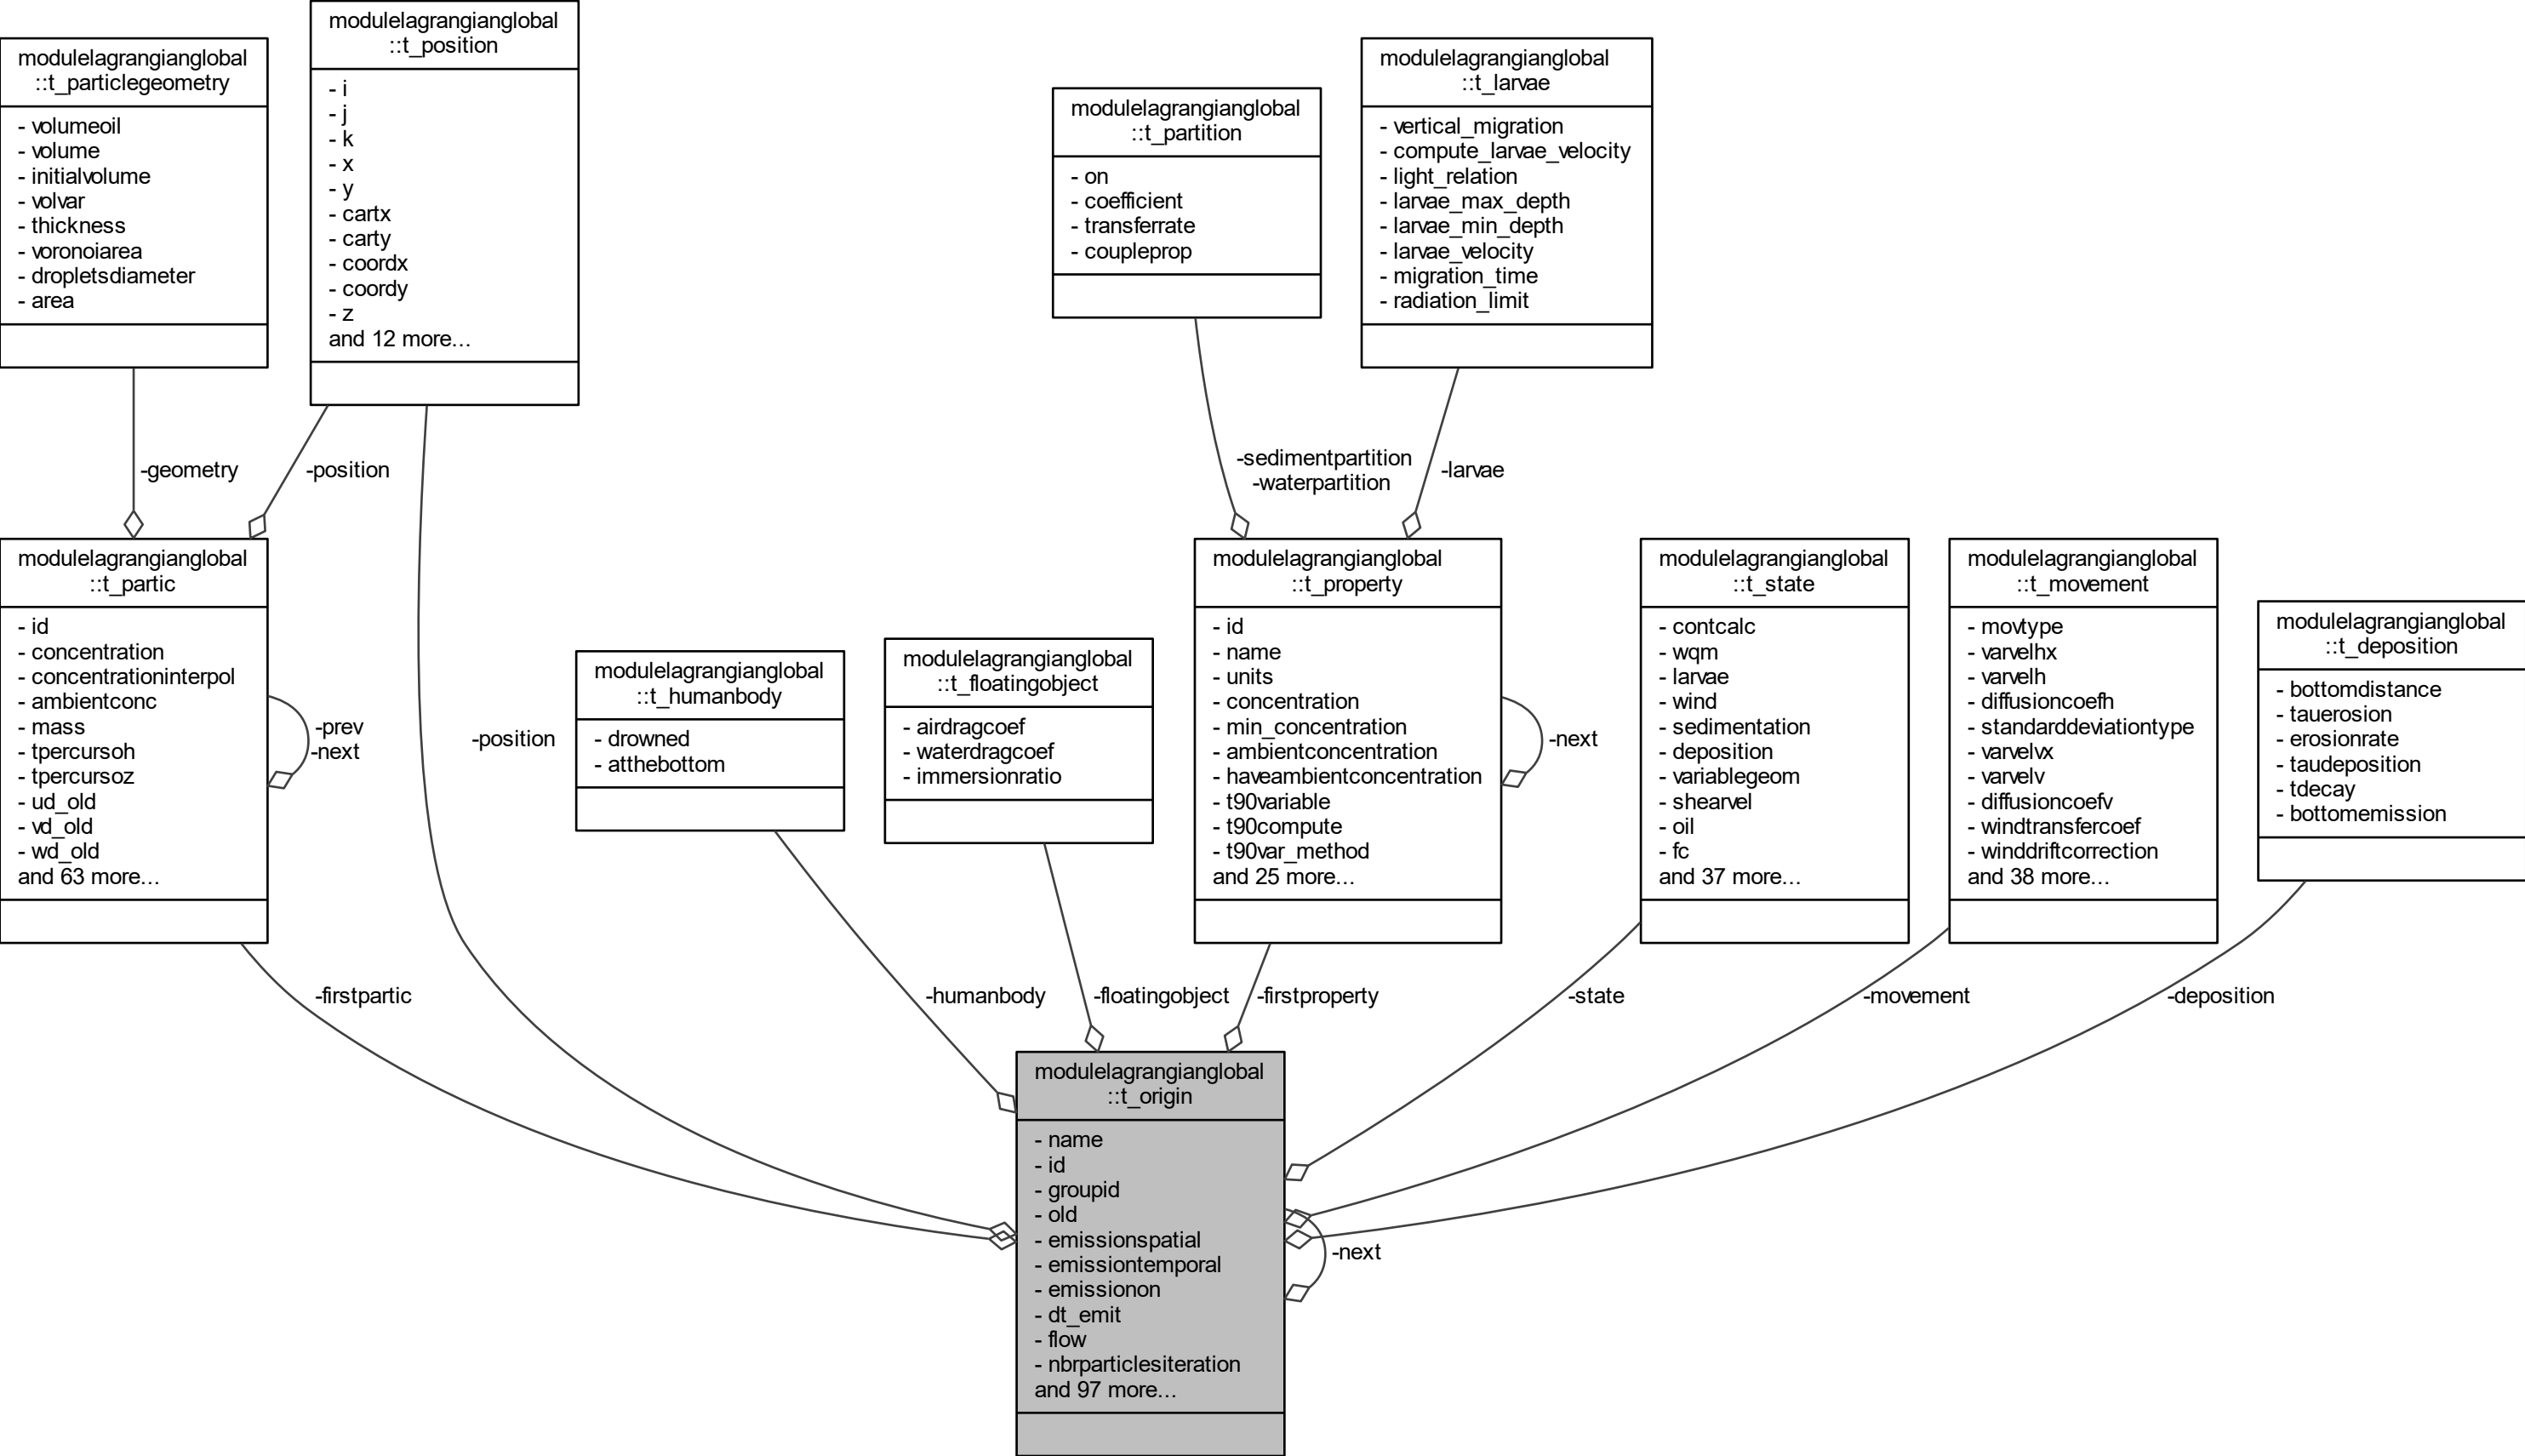 modulelagrangianglobal
::t_particlegeometry
- volumeoil
- volume
- initialvolume
- volvar
- thickness
- voronoiarea
- dropletsdiameter
- area
modulelagrangianglobal
::t_position
- i
- j
- k
- x
- y
- cartx
- carty
- coordx
- coordy
- z
and 12 more...
modulelagrangianglobal
::t_partition
- on
- coefficient
- transferrate
- coupleprop
modulelagrangianglobal
::t_larvae
- vertical_migration
- compute_larvae_velocity
- light_relation
- larvae_max_depth
- larvae_min_depth
- larvae_velocity
- migration_time
- radiation_limit
-geometry
-position
-sedimentpartition
-waterpartition
-larvae
modulelagrangianglobal
::t_partic
- id
- concentration
- concentrationinterpol
- ambientconc
- mass
- tpercursoh
- tpercursoz
- ud_old
- vd_old
- wd_old
and 63 more...
-prev
-next
-position
modulelagrangianglobal
::t_humanbody
- drowned
- atthebottom
modulelagrangianglobal
::t_floatingobject
- airdragcoef
- waterdragcoef
- immersionratio
modulelagrangianglobal
::t_property
- id
- name
- units
- concentration
- min_concentration
- ambientconcentration
- haveambientconcentration
- t90variable
- t90compute
- t90var_method
and 25 more...
-next
modulelagrangianglobal
::t_state
- contcalc
- wqm
- larvae
- wind
- sedimentation
- deposition
- variablegeom
- shearvel
- oil
- fc
and 37 more...
modulelagrangianglobal
::t_movement
- movtype
- varvelhx
- varvelh
- diffusioncoefh
- standarddeviationtype
- varvelvx
- varvelv
- diffusioncoefv
- windtransfercoef
- winddriftcorrection
and 38 more...
modulelagrangianglobal
::t_deposition
- bottomdistance
- tauerosion
- erosionrate
- taudeposition
- tdecay
- bottomemission
-firstpartic
-humanbody
-floatingobject
-firstproperty
-state
-movement
-deposition
modulelagrangianglobal
::t_origin
- name
- id
- groupid
- old
- emissionspatial
- emissiontemporal
- emissionon
- dt_emit
- flow
- nbrparticlesiteration
and 97 more...
-next